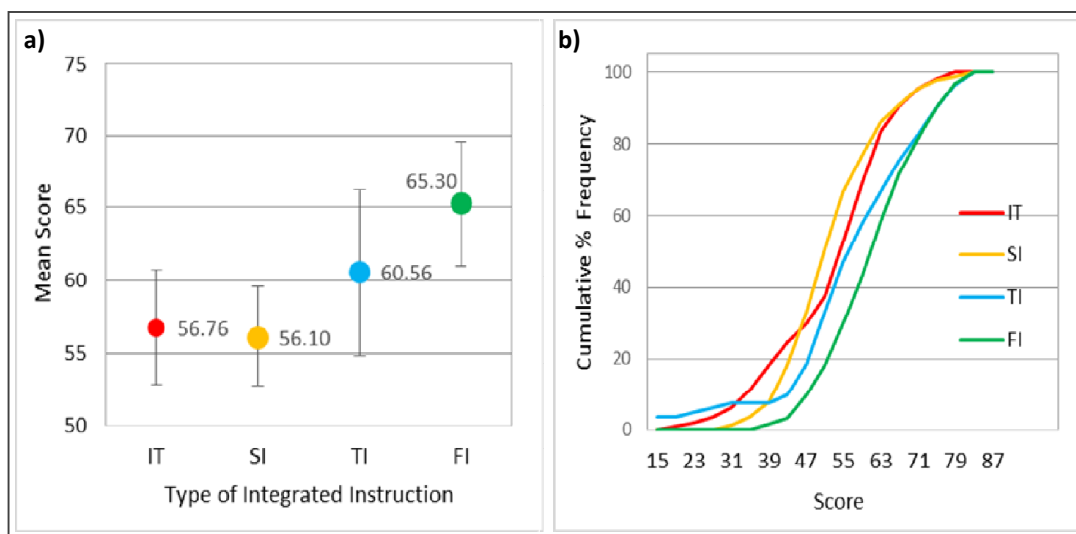 a)
75
70
65
60
55
50
Mean Score
56.76
56.10
60.56
65.30
IT SI TI FI
Type of Integrated Instruction
b)
100
80
60
40
20
0
Cumulative % Frequency
IT
SI
TI
FI
15 23 31 39 47 55 63 71 79 87
Score